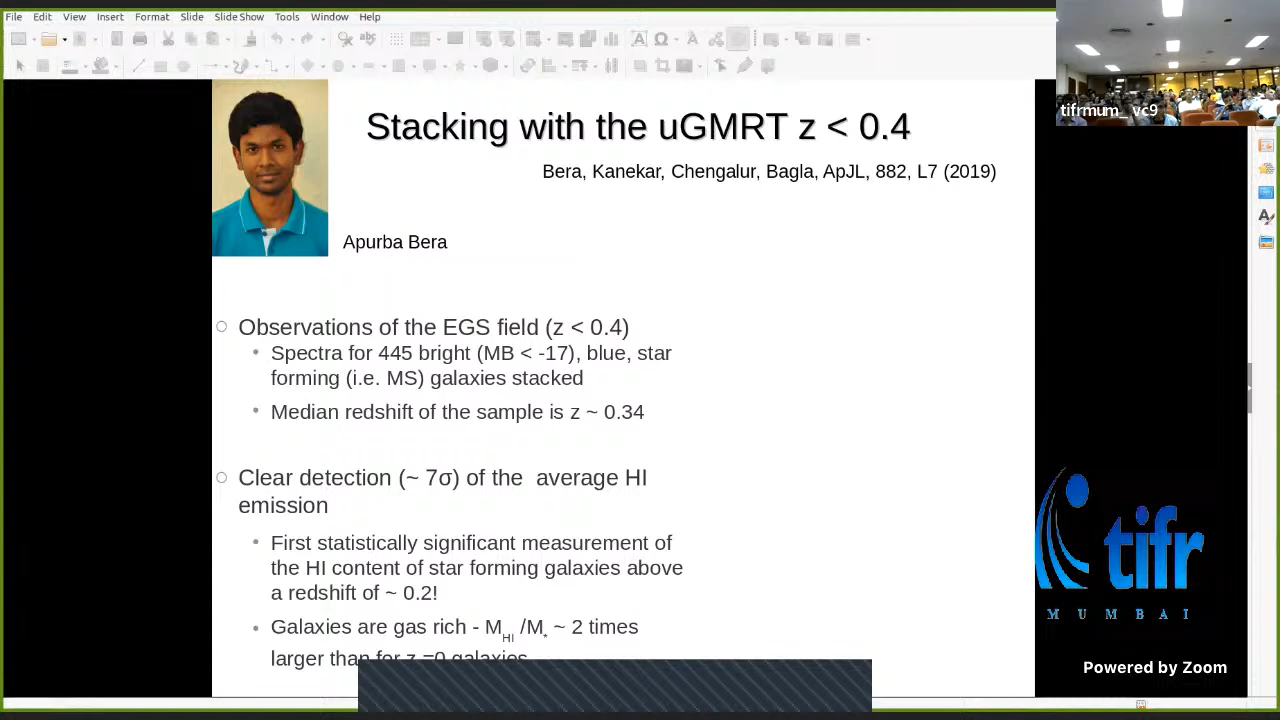 File Edit View Insert Format Slide Slide Show Tools Window Help
tifrmum_ vc9
Stacking with the uGMRT z < 0.4
Bera, Kanekar, Chengalur, Bagla, ApJL, 882, L7 (2019)
Apurba Bera
Observations of the EGS field (z < 0.4)
Spectra for 445 bright (MB < -17), blue, star
forming (i.e. MS) galaxies stacked
Median redshift of the sample is z ~ 0.34
Clear detection (~ 7σ) of the average HI
emission
First statistically significant measurement of
the HI content of star forming galaxies above
a redshift of ~ 0.2!
Galaxies are gas rich - MHI /M* ~ 2 times
larger than for z =0 galaxies
tifr
MUMBAI
Powered by Zoom